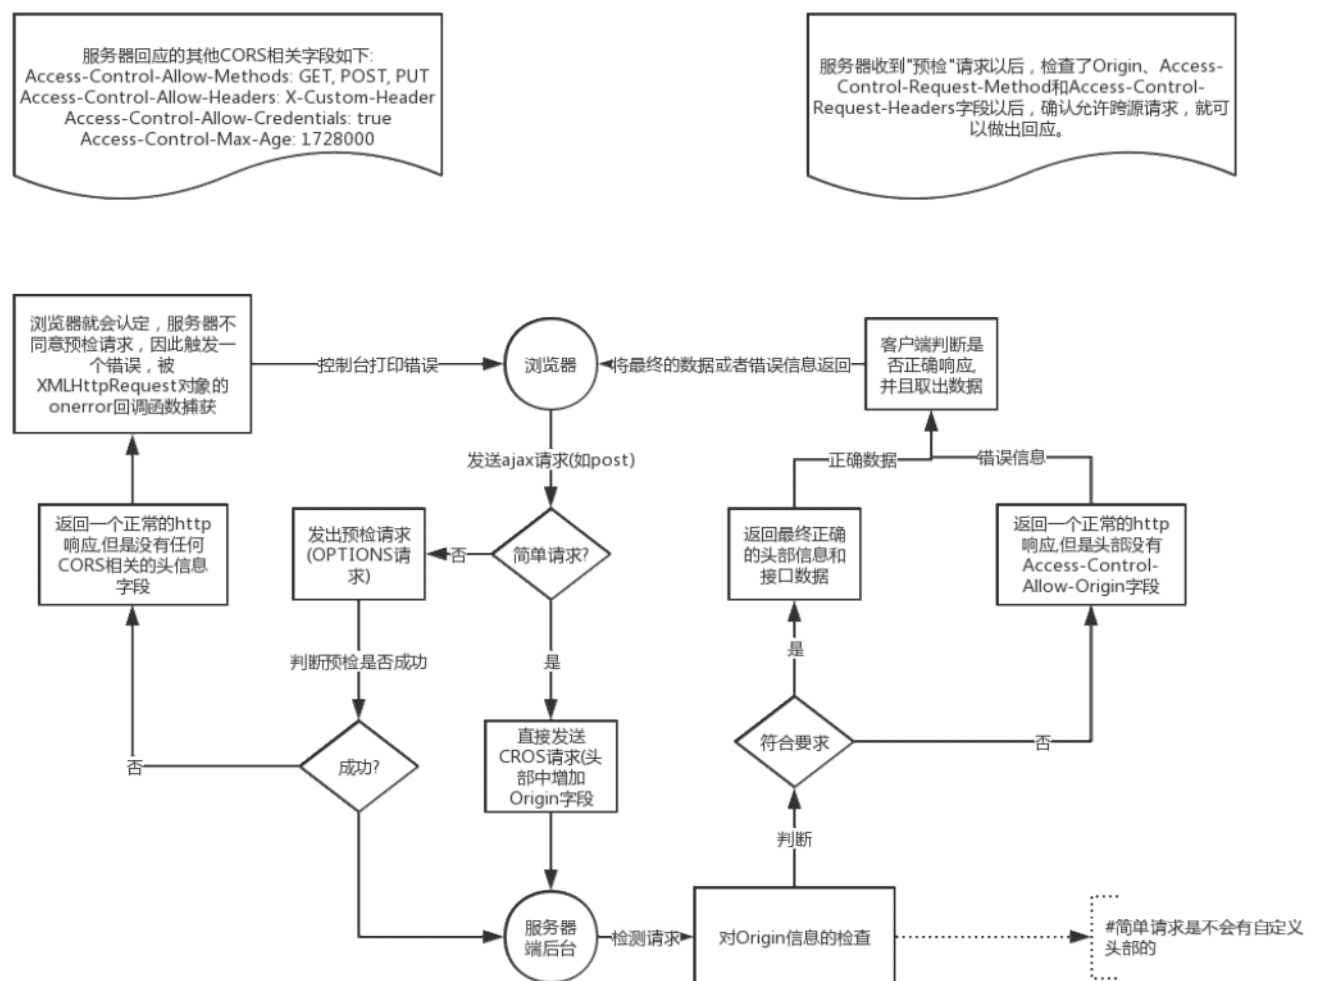 服务器回应的其他CORS相关字段如下:
Access-Control-Allow-Methods: GET, POST, PUT
Access-Control-Allow-Headers: X-Custom-Header
Access-Control-Allow-Credentials: true
Access-Control-Max-Age: 1728000
服务器收到"预检"请求以后，检查了Origin、Access-
Control-Request-Method和Access-Control-
Request-Headers字段以后，确认允许跨源请求，就可
以做出回应。
浏览器就会认定，服务器不
同意预检请求，因此触发一
个错误，被
XMLHttpRequest对象的
onerror回调函数捕获
控制台打印错误
浏览器
将最终的数据或者错误信息返回
客户端判断是
否正确响应,
并且取出数据
发送ajax请求(如post)
正确数据
错误信息
返回一个正常的http
响应,但是没有任何
CORS相关的头信息
字段
发出预检请求
(OPTIONS请
求)
否
简单请求?
返回最终正确
的头部信息和
接口数据
返回一个正常的http
响应,但是头部没有
Access-Control-
Allow-Origin字段
判断预检是否成功
是
是
否
成功?
直接发送
CROS请求(头
部中增加
Origin字段
符合要求
否
判断
服务器
端后台
检测请求
对Origin信息的检查
#简单请求是不会有自定义
头部的